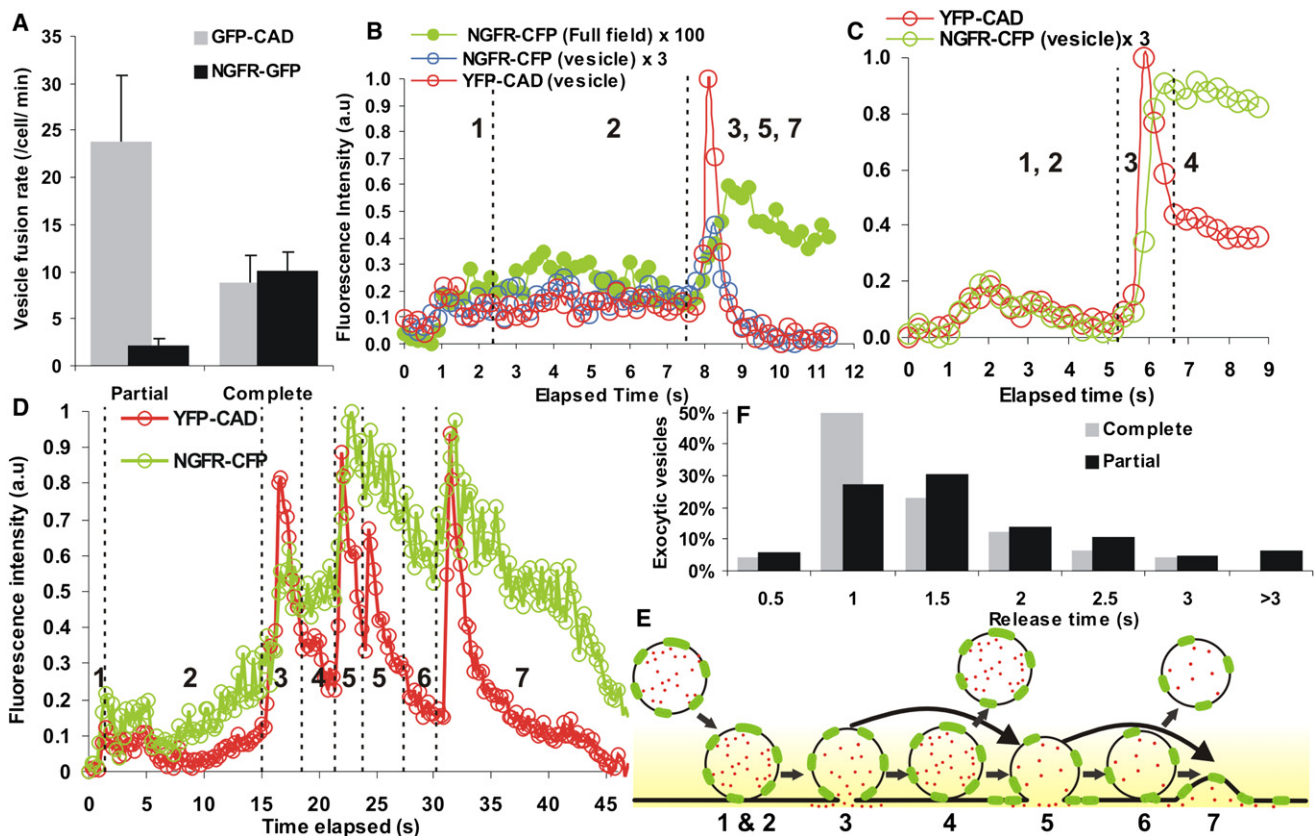 A
GFP-CAD
NGFR-GFP
Vesicle fusion rate (/cell/ min)
35
30
25
20
15
10
5
0
Partial
Complete
B
NGFR-CFP (Full field) x 100
NGFR-CFP (vesicle) x 3
YFP-CAD (vesicle)
Fluorescence Intensity (a.u)
1.0
0.9
0.8
0.7
0.6
0.5
0.4
0.3
0.2
0.1
0.0
1
2
3, 5, 7
0 1 2 3 4 5 6 7 8 9 10 11 12
Elapsed Time (s)
C
YFP-CAD
NGFR-CFP (vesicle)x 3
1.0
0.8
0.6
0.4
0.2
0.0
1, 2
3
4
0 1 2 3 4 5 6 7 8 9
Elapsed time (s)
D
YFP-CAD
NGFR-CFP
Fluorescence intensity (a.u)
1
0.9
0.8
0.7
0.6
0.5
0.4
0.3
0.2
0.1
0
1
2
3
4
5
5
6
7
0 5 10 15 20 25 30 35 40 45
Time elapsed (s)
F
Complete
Partial
Exocytic vesicles
50%
40%
30%
20%
10%
0%
0.5 1 1.5 2 2.5 3 >3
Release time (s)
E
1 & 2 3 4 5 6 7